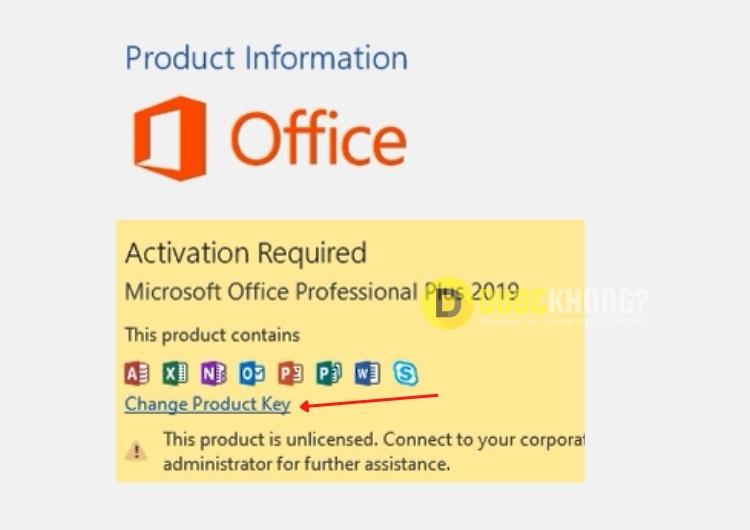 Product Information
Office
Activation Required
Microsoft Office Professional Plus 2019
This product contains
Change Product Key
This product is unlicensed. Connect to your corporat
administrator for further assistance.